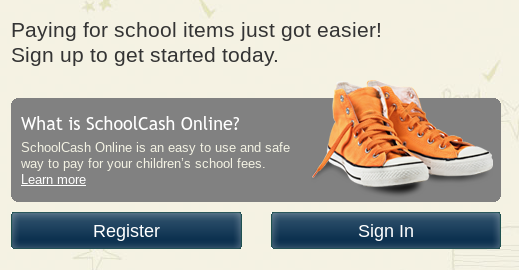 Paying for school items just got easier!
Sign up to get started today.
What is SchoolCash Online?
SchoolCash Online is an easy to use and safe
way to pay for your children's school fees.
Learn more
Register
Sign In